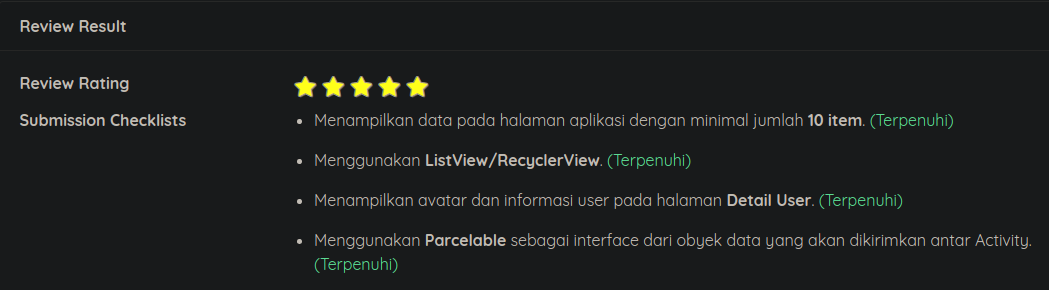 Review Result
Review Rating
Submission Checklists
Menampilkan data pada halaman aplikasi dengan minimal jumlah 10 item. (Terpenuhi)
Menggunakan ListView/RecyclerView. (Terpenuhi)
Menampilkan avatar dan informasi user pada halaman Detail User. (Terpenuhi)
Menggunakan Parcelable sebagai interface dari obyek data yang akan dikirimkan antar Activity.
(Terpenuhi)